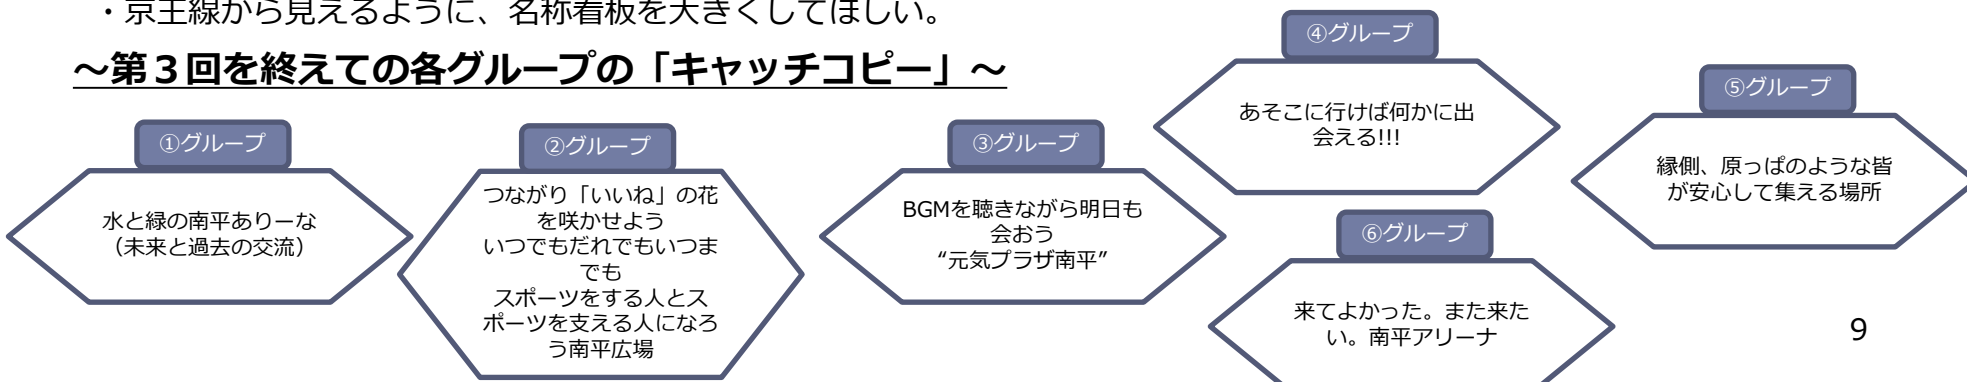 ・京王線から見えるように、名称看板を大きくしてほしい。
～第３回を終えての各グループの「キャッチコピー」～
①グループ
水と緑の南平ありーな
（未来と過去の交流）
②グループ
つながり「いいね」の花
を咲かせよう
いつでもだれでもいつま
でも
スポーツをする人とス
ポーツを支える人になろ
う南平広場
③グループ
BGMを聴きながら明日も
会おう
“元気プラザ南平”
④グループ
あそこに行けば何かに出
会える!!!
⑤グループ
縁側、原っぱのような皆
が安心して集える場所
⑥グループ
来てよかった。また来た
い。南平アリーナ
9